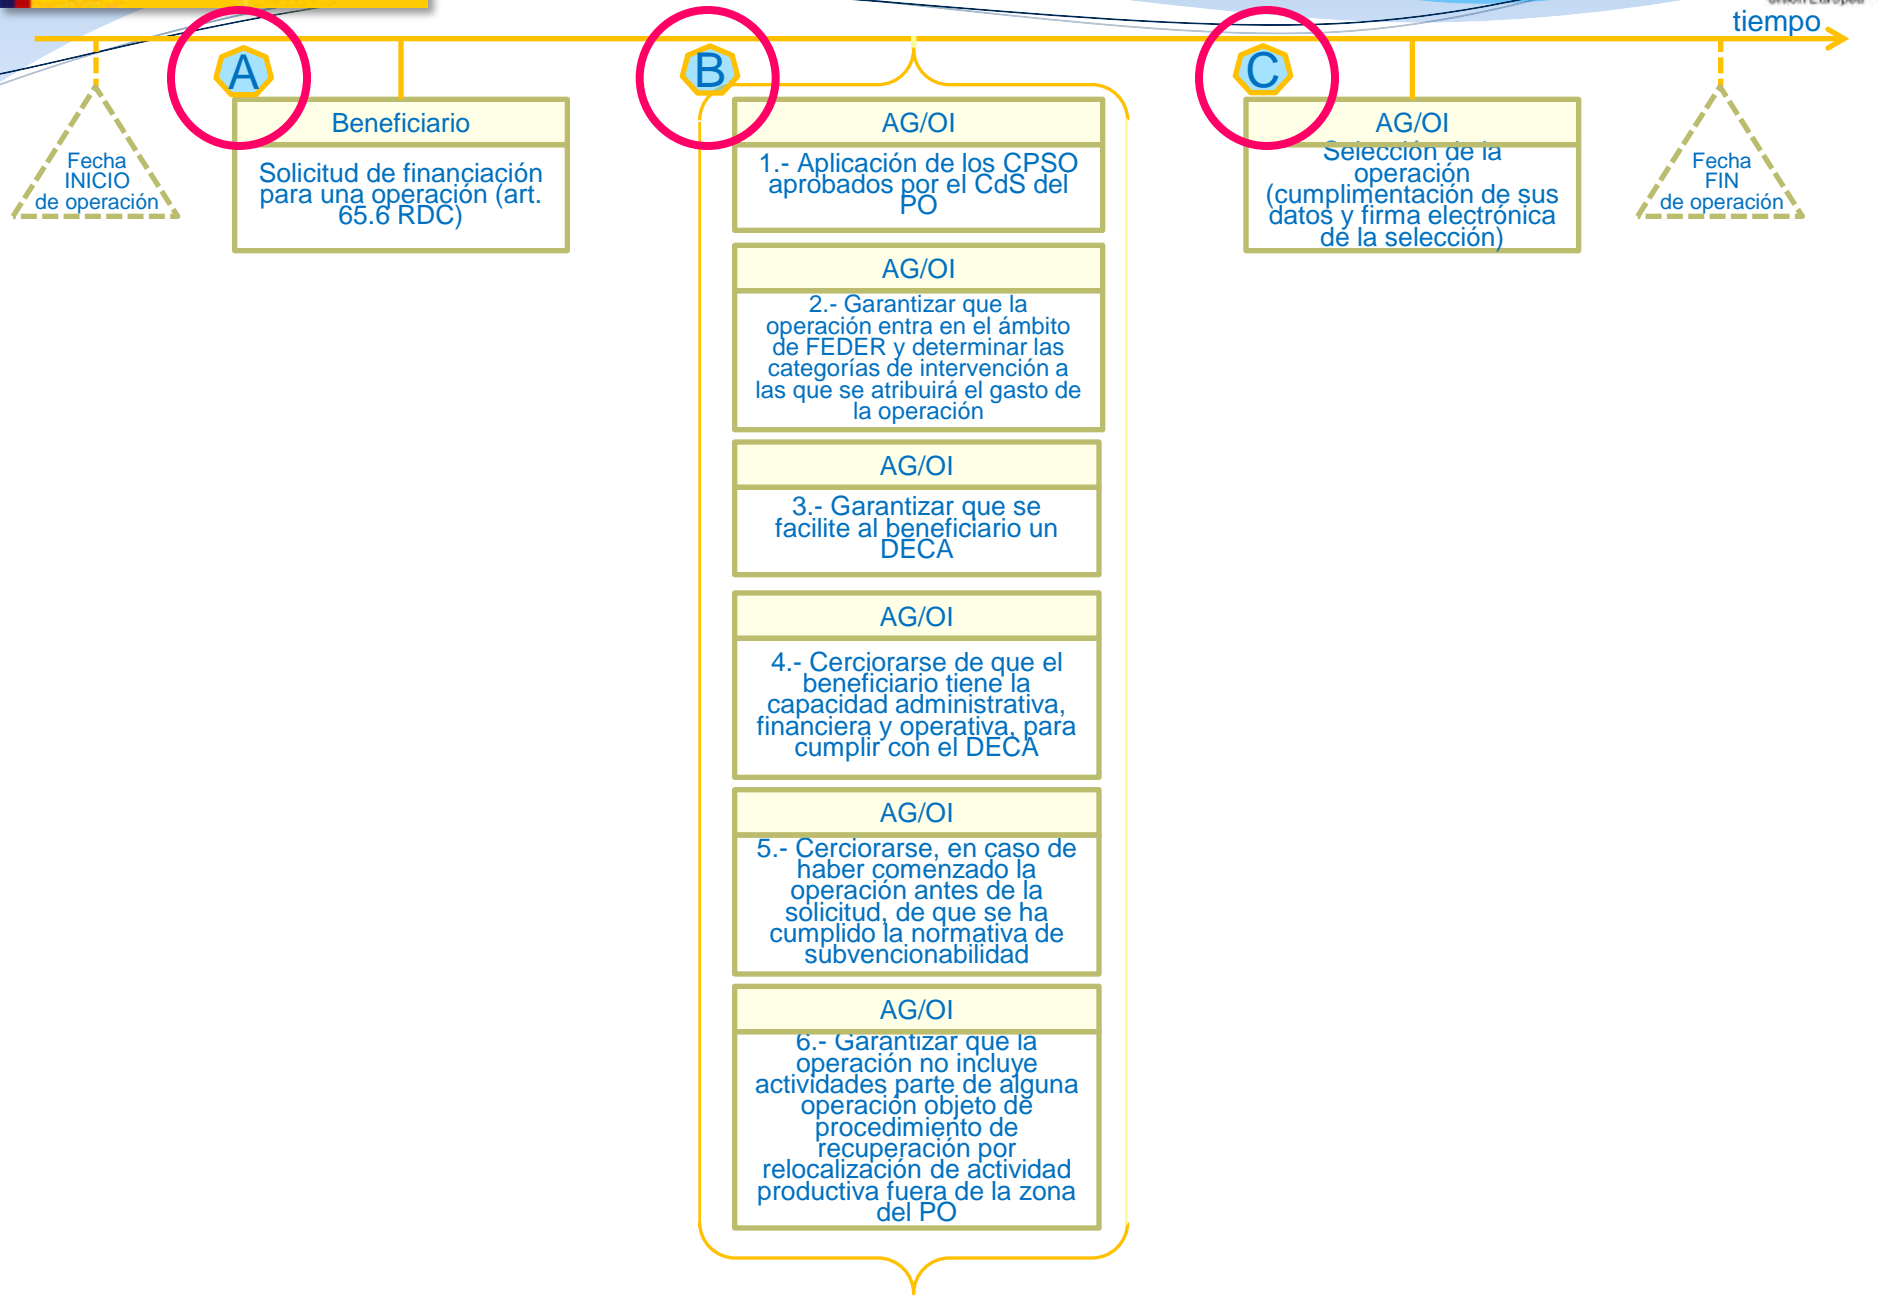 tiempo
A
B
C
Fecha
INICIO
de operación
Beneficiario
Solicitud de financiación
para una operación (art.
65.6 RDC)
AG/OI
1.- Aplicación de los CPSO
aprobados por el CdS del
PO
AG/OI
2.- Garantizar que la
operación entra en el ámbito
de FEDER y determinar las
categorías de intervención a
las que se atribuirá el gasto de
la operación
AG/OI
3.- Garantizar que se
facilite al beneficiario un
DECA
AG/OI
4.- Cerciorarse de que el
beneficiario tiene la
capacidad administrativa,
financiera y operativa, para
cumplir con el DECA
AG/OI
5.- Cerciorarse, en caso de
haber comenzado la
operación antes de la
solicitud, de que se ha
cumplido la normativa de
subvencionabilidad
AG/OI
6.- Garantizar que la
operación no incluye
actividades parte de alguna
operación objeto de
procedimiento de
recuperación por
relocalización de actividad
productiva fuera de la zona
del PO
AG/OI
Selección de la
operación
(cumplimentación de sus
datos y firma electrónica
de la selección)
Fecha
FIN
de operación